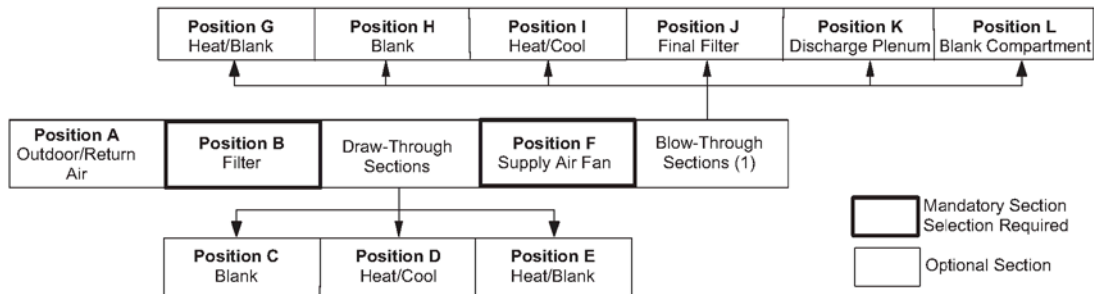 Position G
Heat/Blank
Position H
Blank
Position I
Heat/Cool
Position J
Final Filter
Position K
Discharge Plenum
Position L
Blank Compartment
Position A
Outdoor/Return
Air
Position B
Filter
Draw-Through
Sections
Position F
Supply Air Fan
Blow-Through
Sections (1)
Mandatory Section
Selection Required
Optional Section
Position C
Blank
Position D
Heat/Cool
Position E
Heat/Blank